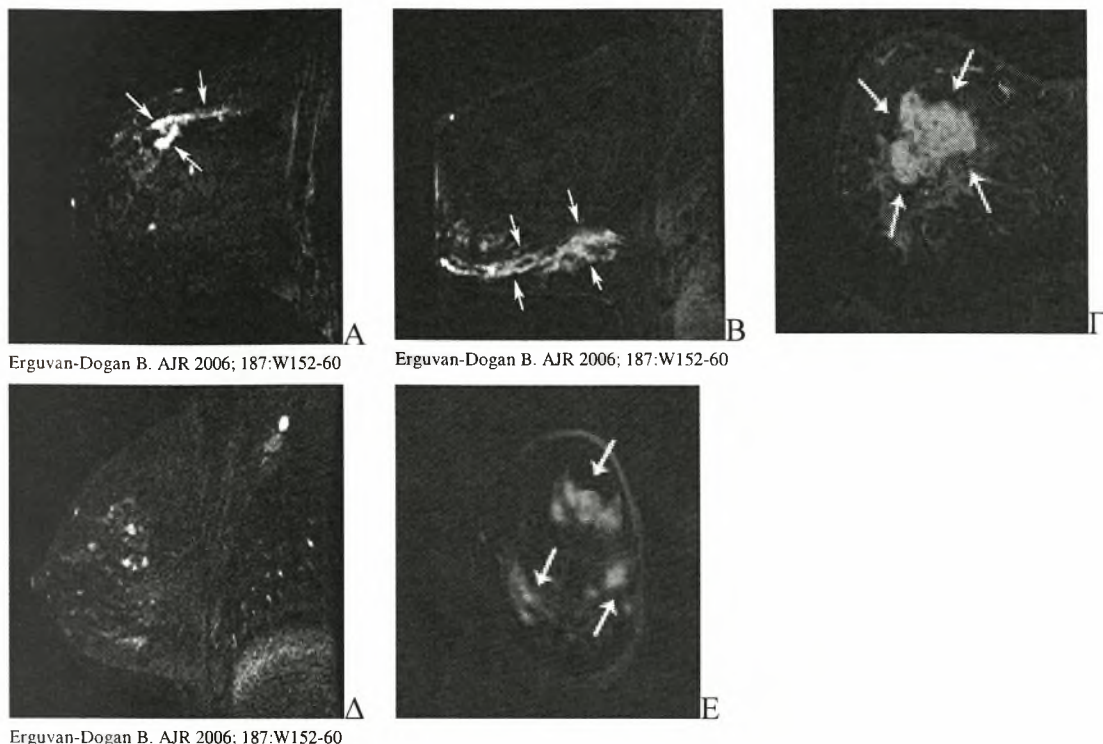 Α
Β
Γ
Erguvan-Dogan B. AJR 2006; 187:W152-60
Erguvan-Dogan B. AJR 2006; 187:W152-60
Δ
Ε
Erguvan-Dogan B. AJR 2006; 187:W152-60